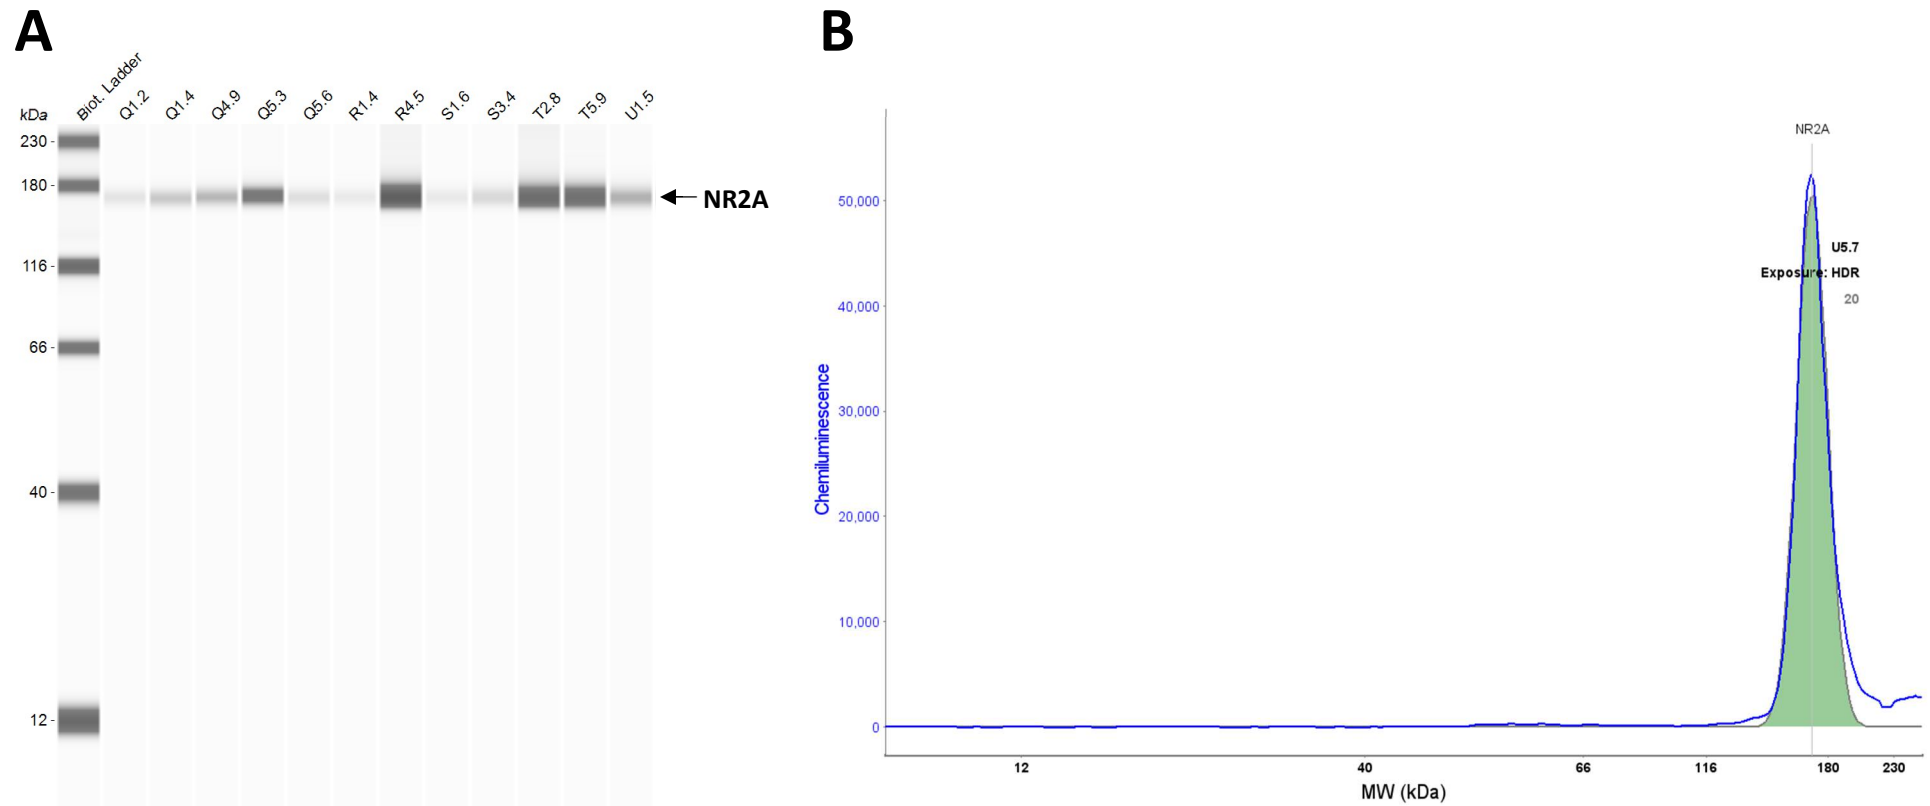 A
kDa
Biot. Ladder
Q1.2
Q1.4
Q4.9
Q5.3
Q5.6
R1.4
R4.5
S1.6
S3.4
T2.8
T5.9
U1.5
230 -
180 -
116 -
66 -
40 -
12 -
NR2A
B
NR2A
U5.7
Exposure: HDR
20
Chemiluminescence
50,000
40,000
30,000
20,000
10,000
0
12 40 66 116 180 230
MW (kDa)